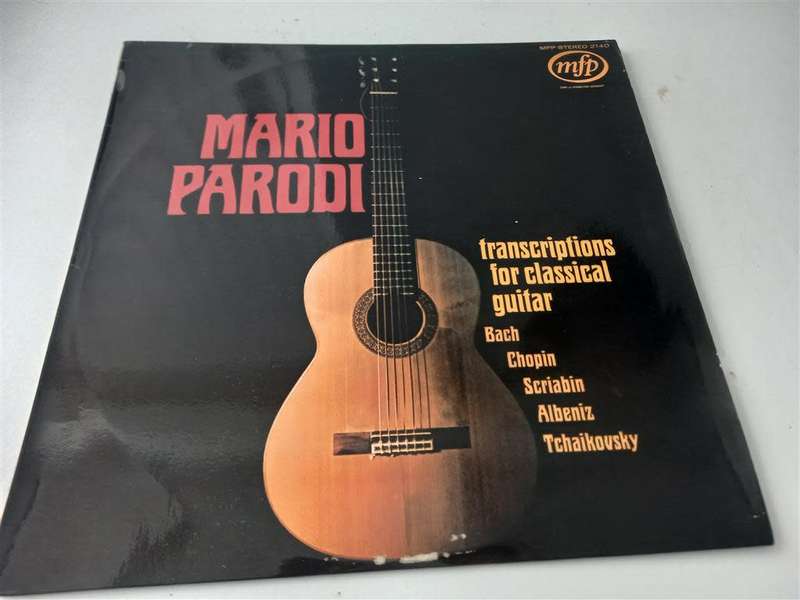 MFP STEREO 2140
mfp
MARIO
PARODI
transcriptions
for classical
guitar
Bach
Chopin
Scriabin
Albeniz
Tchaikovsky